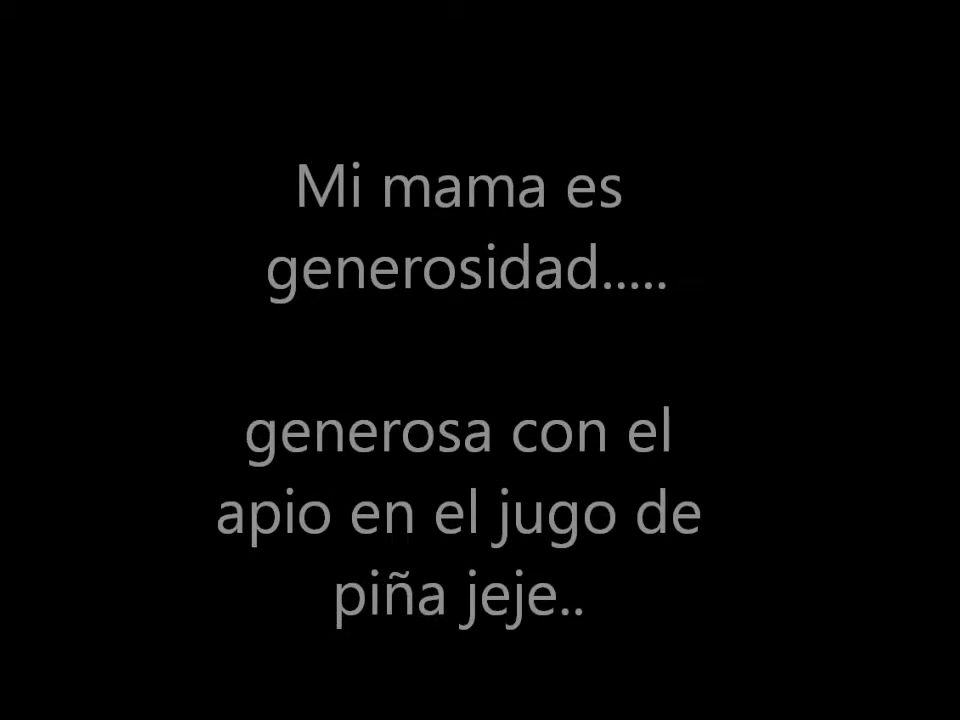 Mi mama es
generosidad.....
generosa con el
apio en el jugo de
piña jeje..